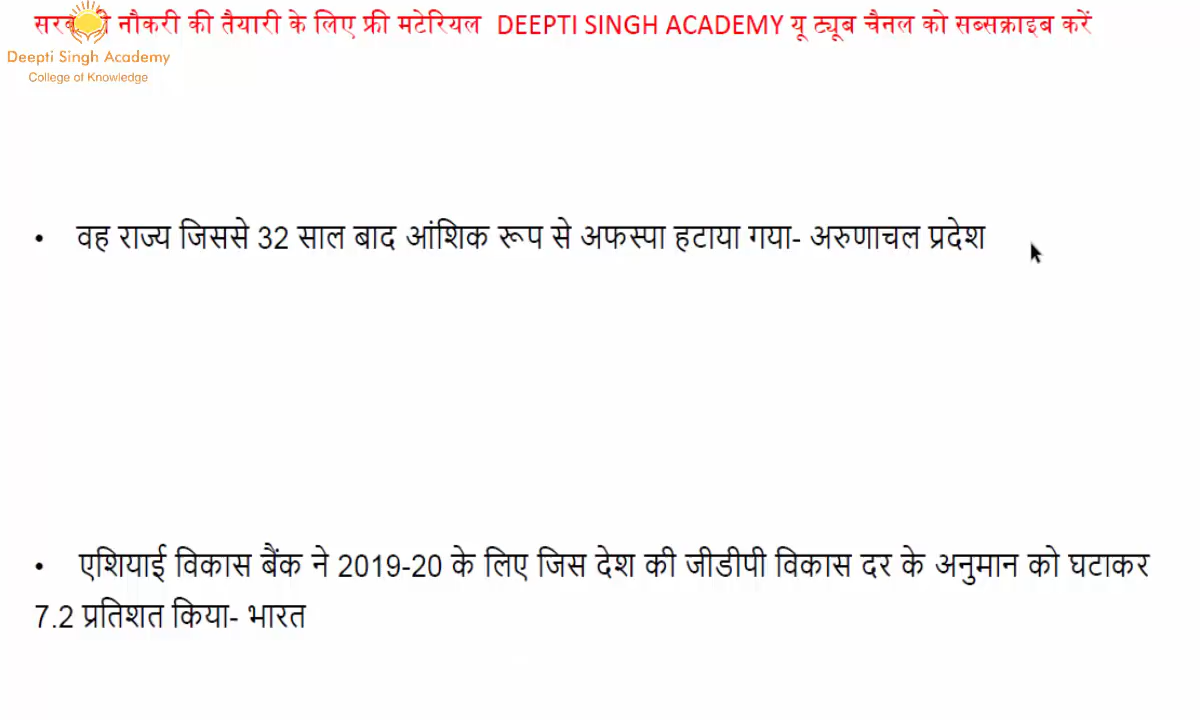 नौकरी की तैयारी के लिए फ्री मटेरियल DEEPTI SINGH ACADEMY यू ट्यूब चैनल को सब्सक्राइब करें
Deepti Singh Academy
College of Knowledge
• वह राज्य जिससे 32 साल बाद आंशिक रूप से अफस्पा हटाया गया- अरुणाचल प्रदेश
• एशियाई विकास बैंक ने 2019-20 के लिए जिस देश की जीडीपी विकास दर के अनुमान को घटाकर
7.2 प्रतिशत किया- भारत